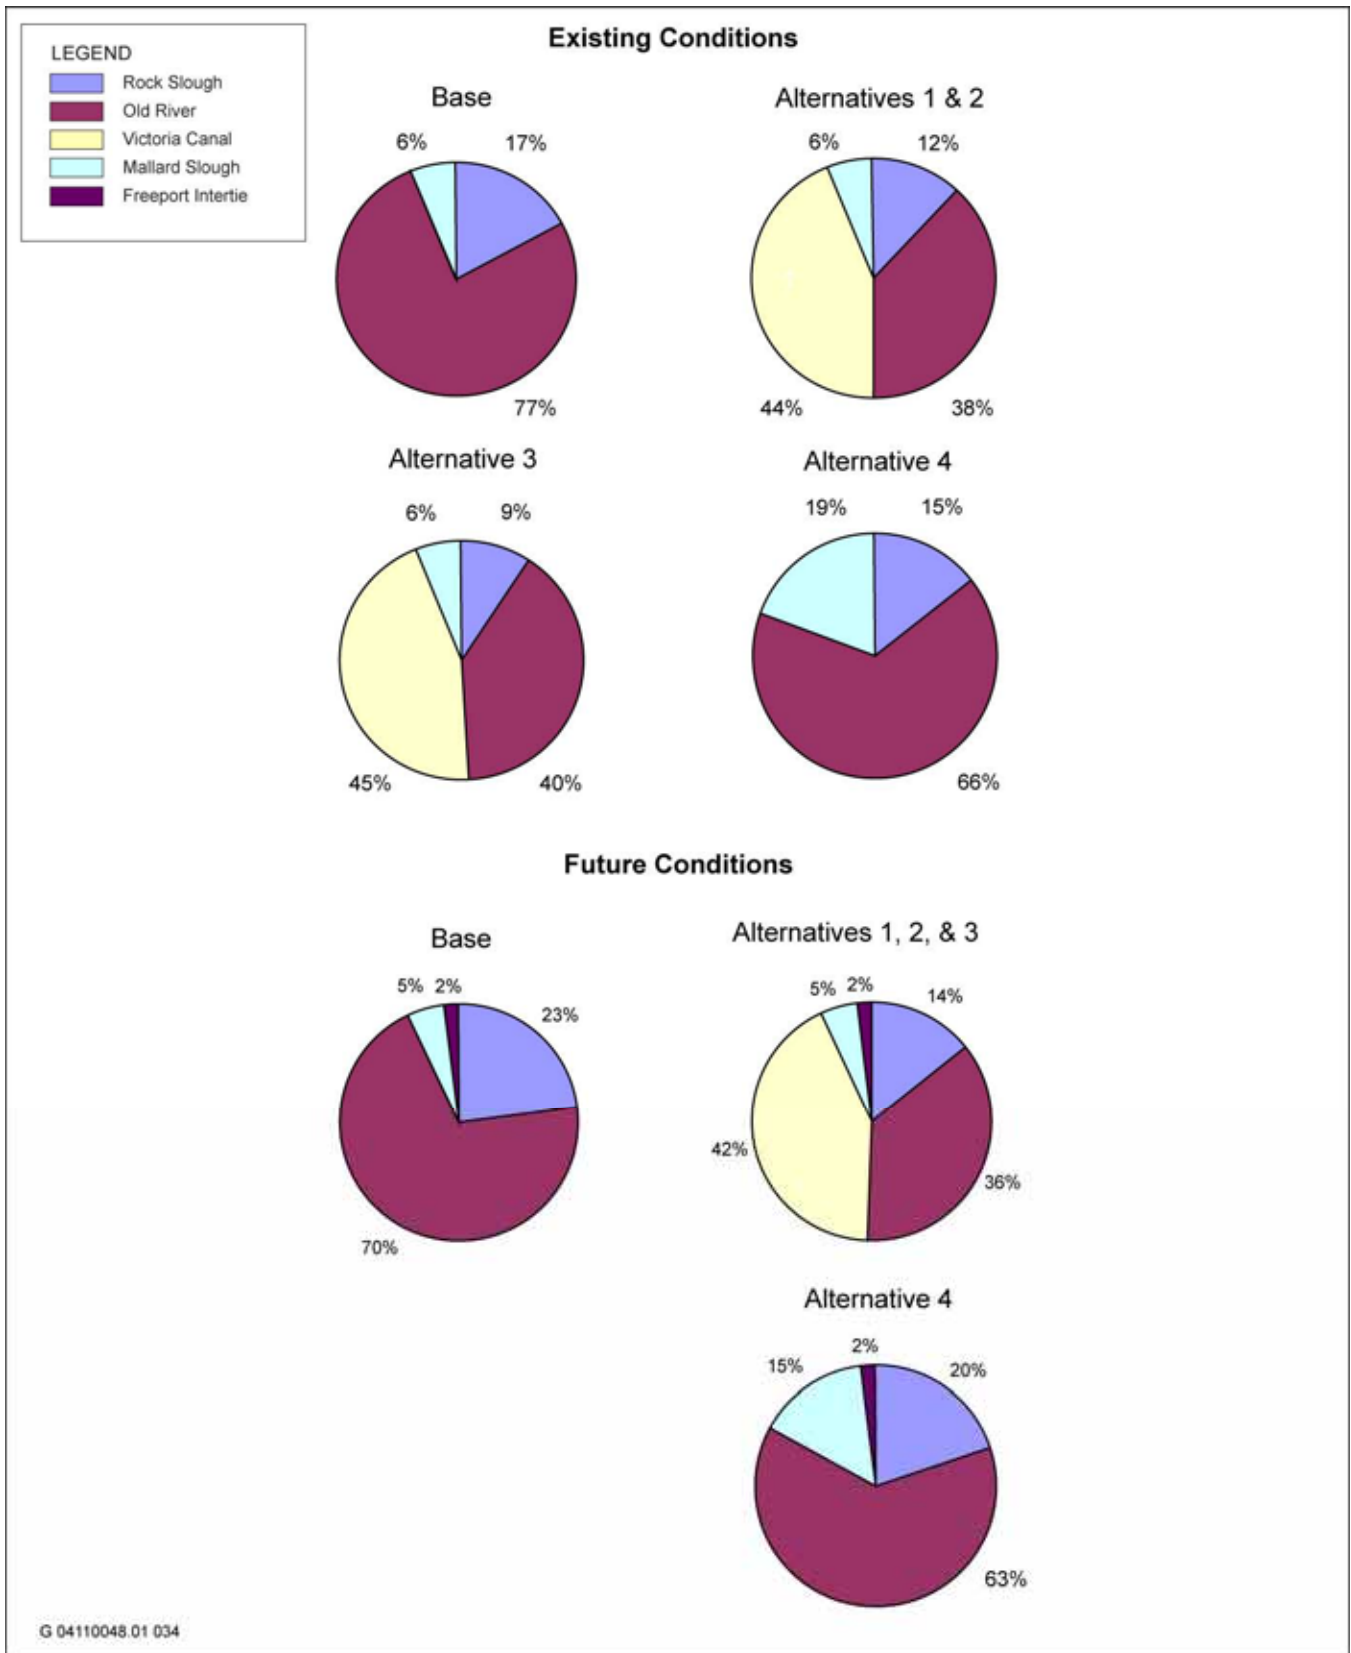 Existing Conditions
LEGEND
Rock Slough
Old River
Victoria Canal
Mallard Slough
Freeport Intertie
Base
6%
17%
77%
Alternatives 1 & 2
6%
12%
44%
38%
Alternative 3
6%
9%
45%
40%
Alternative 4
19%
15%
66%
Future Conditions
Base
5%
2%
23%
70%
Alternatives 1, 2, & 3
5%
2%
14%
42%
36%
Alternative 4
2%
15%
20%
63%
G 04110048.01 034